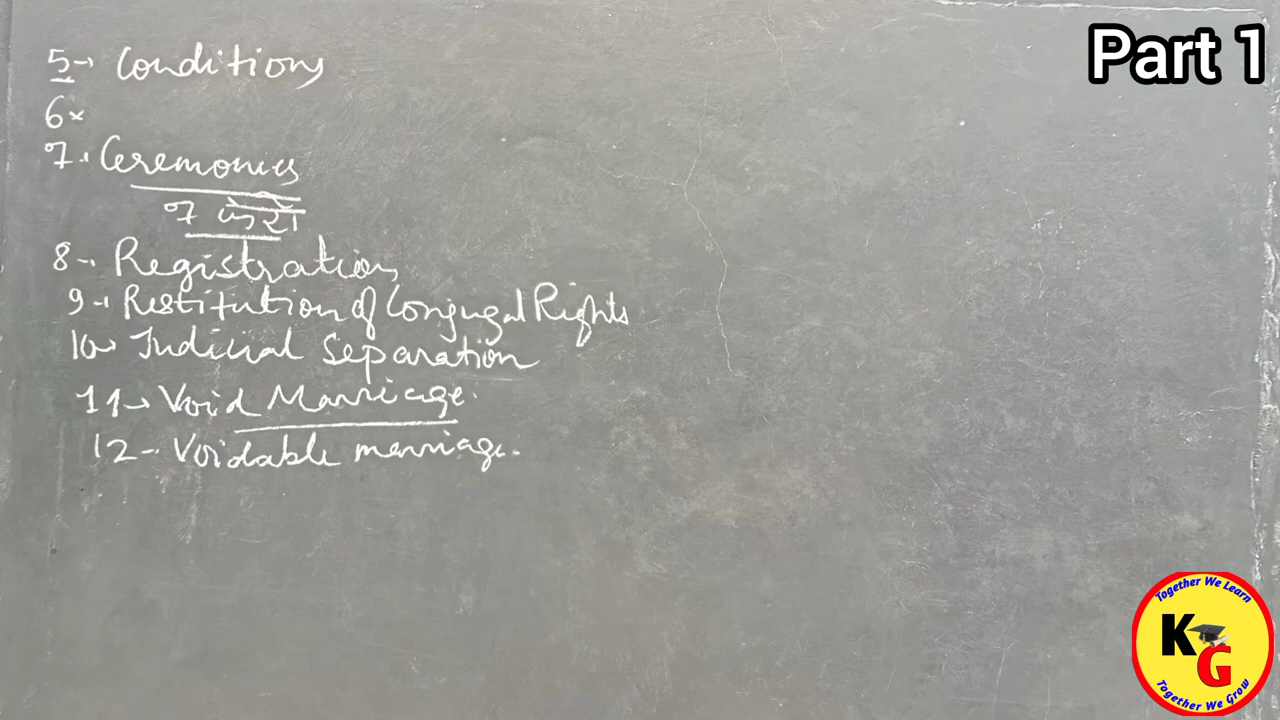 Part 1
5→ Conditions
6×
7. Ceremonies
7 फेरो
8→ Registration
9→ Restitution of Conjugal Rights
10→ Judicial Separation
11→ Void Marriage.
12→ Voidable marriage.
Together We Learn
KG
Together We Grow